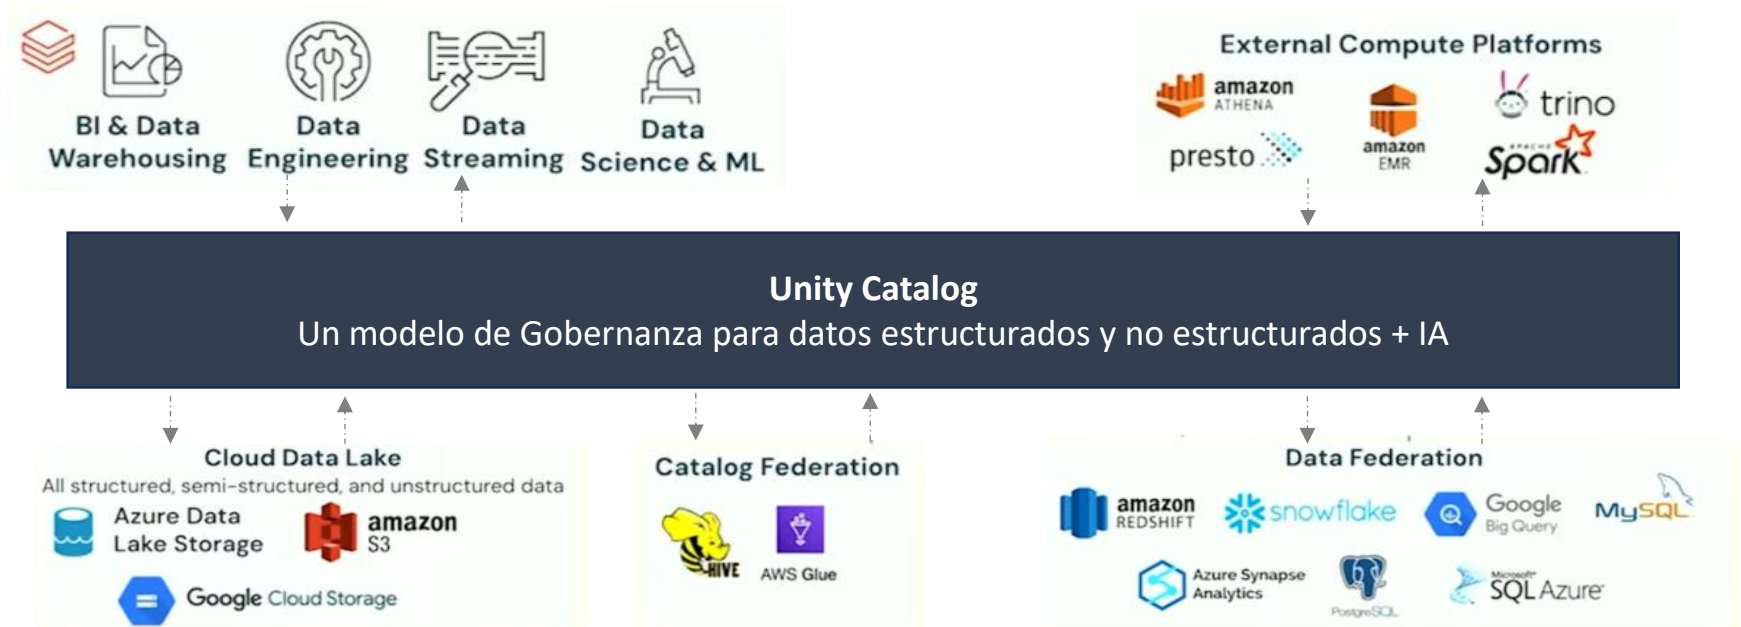 BI & Data
Warehousing
Data
Engineering
Data
Streaming
Data
Science & ML
External Compute Platforms
amazon
ATHENA
presto
amazon
EMR
trino
APACHE
Spark
Unity Catalog
Un modelo de Gobernanza para datos estructurados y no estructurados + IA
Cloud Data Lake
All structured, semi-structured, and unstructured data
Azure Data
Lake Storage
amazon
S3
Google Cloud Storage
Catalog Federation
HIVE
AWS Glue
Data Federation
amazon
REDSHIFT
snowflake
Google
Big Query
MySQL
Azure Synapse
Analytics
PostgreSQL
Microsoft
SQL Azure